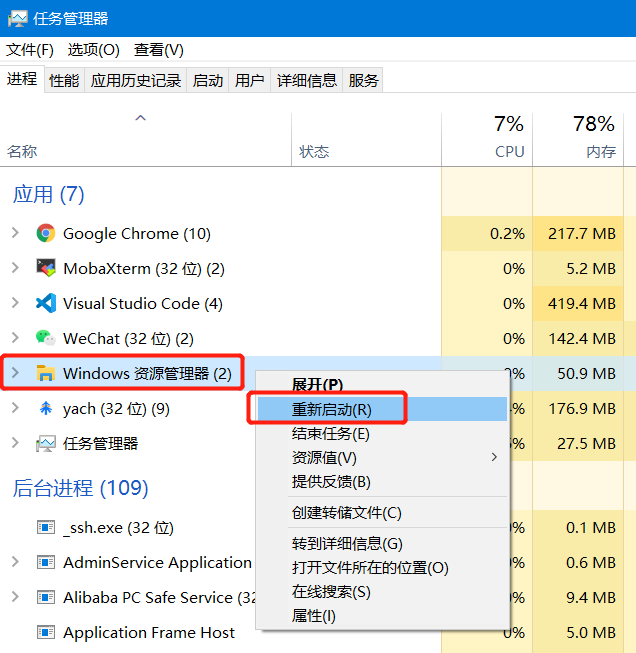 任务管理器
文件(F) 选项(O) 查看(V)
进程 性能 应用历史记录 启动 用户 详细信息 服务
7% 78%
名称 状态 CPU 内存
应用 (7)
Google Chrome (10) 0.2% 217.7 MB
MobaXterm (32 位) (2) 0% 5.2 MB
Visual Studio Code (4) 0% 419.4 MB
WeChat (32 位) (2) 0% 142.4 MB
Windows 资源管理器 (2) 0% 50.9 MB
yach (32 位) (9) 176.9 MB
任务管理器 27.5 MB
展开(P)
重新启动(R)
结束任务(E)
资源值(V)
提供反馈(B)
创建转储文件(C)
转到详细信息(G)
打开文件所在的位置(O)
在线搜索(S)
属性(I)
后台进程 (109)
_ssh.exe (32 位) 0% 0.1 MB
AdminService Application 0% 0.6 MB
Alibaba PC Safe Service (32 0% 9.4 MB
Application Frame Host 0% 5.0 MB